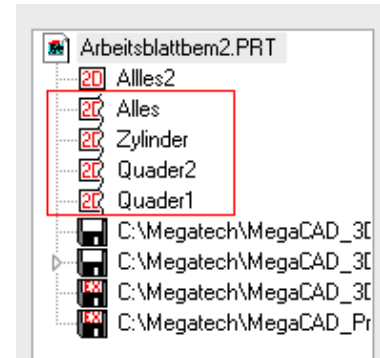 Arbeitsblattbem2.PRT
2D Allles2
2D Alles
2D Zylinder
2D Quader2
2D Quader1
C:\Megatech\MegaCAD_3D
C:\Megatech\MegaCAD_3D
C:\Megatech\MegaCAD_3D
C:\Megatech\MegaCAD_Pr